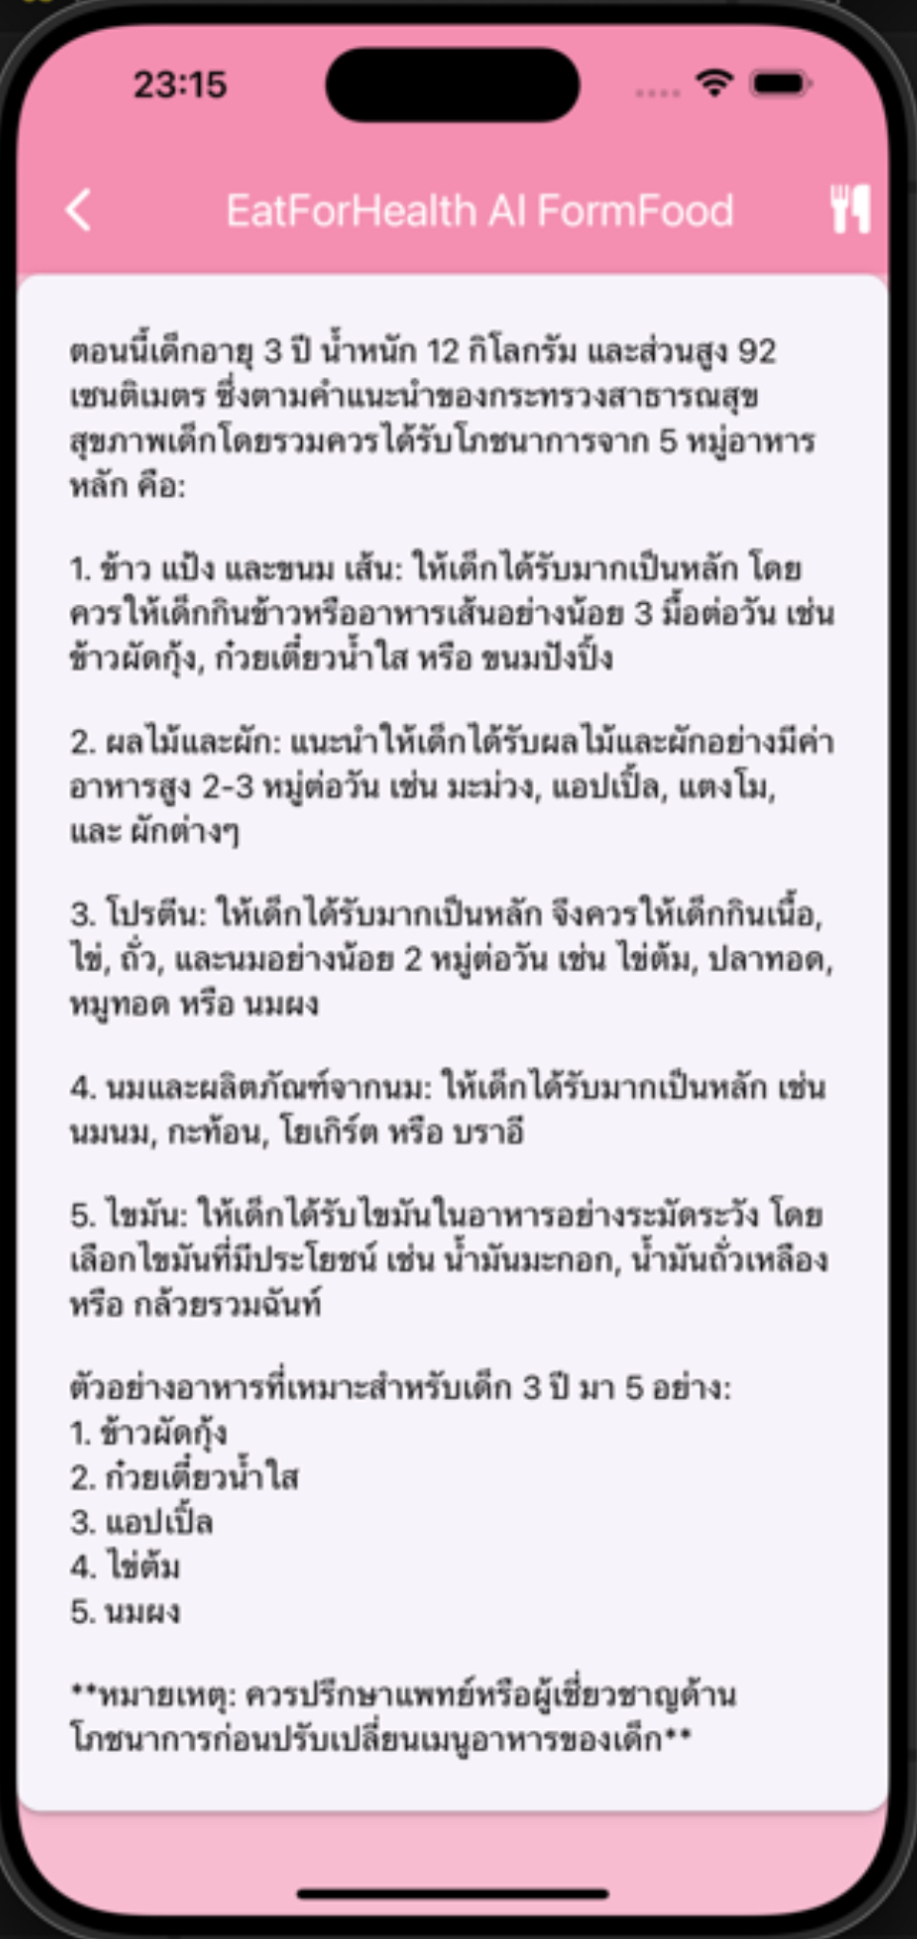 23:15
EatForHealth AI FormFood
ตอนนี้เด็กอายุ 3 ปี น้ำหนัก 12 กิโลกรัม และส่วนสูง 92
เซนติเมตร ซึ่งตามคำแนะนำของกระทรวงสาธารณสุข
สุขภาพเด็กโดยรวมควรได้รับโภชนาการจาก 5 หมู่อาหาร
หลัก คือ:
1. ข้าว แป้ง และขนม เส้น: ให้เด็กได้รับมากเป็นหลัก โดย
ควรให้เด็กกินข้าวหรืออาหารเส้นอย่างน้อย 3 มื้อต่อวัน เช่น
ข้าวผัดกุ้ง, ก๋วยเตี๋ยวน้ำใส หรือ ขนมปังปิ้ง
2. ผลไม้และผัก: แนะนำให้เด็กได้รับผลไม้และผักอย่างมีค่า
อาหารสูง 2-3 หมู่ต่อวัน เช่น มะม่วง, แอปเปิ้ล, แตงโม,
และ ผักต่างๆ
3. โปรตีน: ให้เด็กได้รับมากเป็นหลัก จึงควรให้เด็กกินเนื้อ,
ไข่, ถั่ว, และนมอย่างน้อย 2 หมู่ต่อวัน เช่น ไข่ต้ม, ปลาทอด,
หมูทอด หรือ นมผง
4. นมและผลิตภัณฑ์จากนม: ให้เด็กได้รับมากเป็นหลัก เช่น
นมนม, กะท้อน, โยเกิร์ต หรือ บราอี
5. ไขมัน: ให้เด็กได้รับไขมันในอาหารอย่างระมัดระวัง โดย
เลือกไขมันที่มีประโยชน์ เช่น น้ำมันมะกอก, น้ำมันถั่วเหลือง
หรือ กล้วยรวมฉันท์
ตัวอย่างอาหารที่เหมาะสำหรับเด็ก 3 ปี มา 5 อย่าง:
1. ข้าวผัดกุ้ง
2. ก๋วยเตี๋ยวน้ำใส
3. แอปเปิ้ล
4. ไข่ต้ม
5. นมผง
**หมายเหตุ: ควรปรึกษาแพทย์หรือผู้เชี่ยวชาญด้าน
โภชนาการก่อนปรับเปลี่ยนเมนูอาหารของเด็ก**